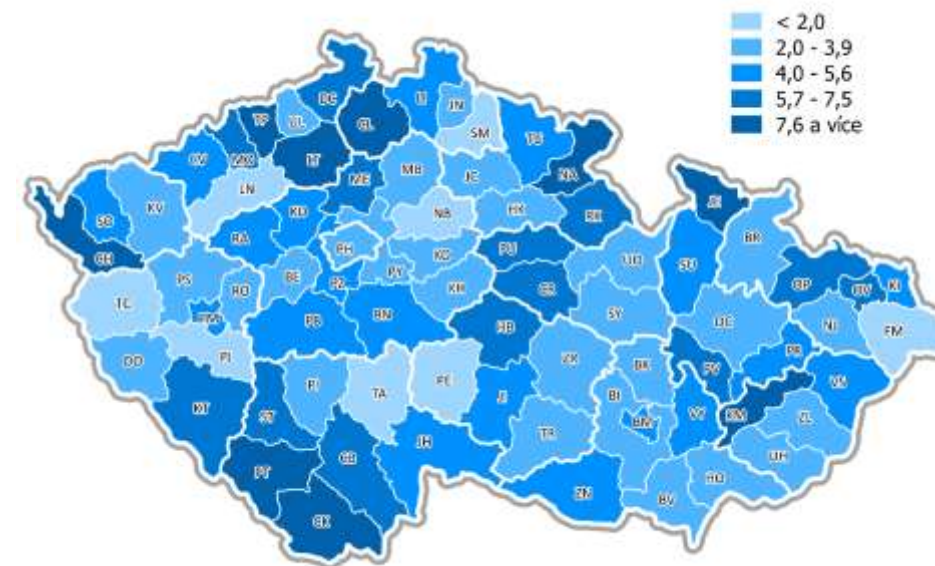 < 2,0
2,0 - 3,9
4,0 - 5,6
5,7 - 7,5
7,6 a více
DC
LI
JN
TP
UL
CL
SM
TU
CV
MO
LT
NA
LN
ME
MB
JC
SO
KV
KD
NB
HK
RK
JE
RA
BR
CH
PH
PU
PS
BE
KO
UO
SU
OP
RO
PZ
PY
CR
OV
KI
TC
KH
PM
PB
BN
SY
OC
NJ
FM
HB
DO
PJ
PR
ZR
BK
PV
VS
KT
ST
PI
TA
PE
JI
BI
VY
KM
BM
ZL
CB
JH
TR
UH
PT
HO
ZN
BV
CK